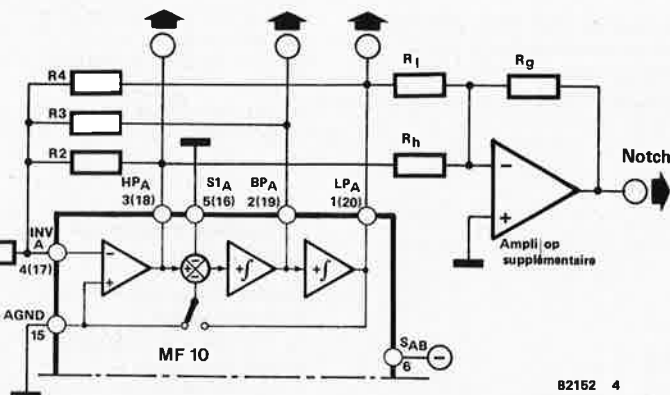 R4
R3
R2
Rl
Rg
Rh
Notch
HPA
3(18)
S1A
5(16)
BPA
2(19)
LPA
1(20)
INV
A
4(17)
AGND
15
MF 10
SAB
6
Ampli op
supplémentaire
82152 4